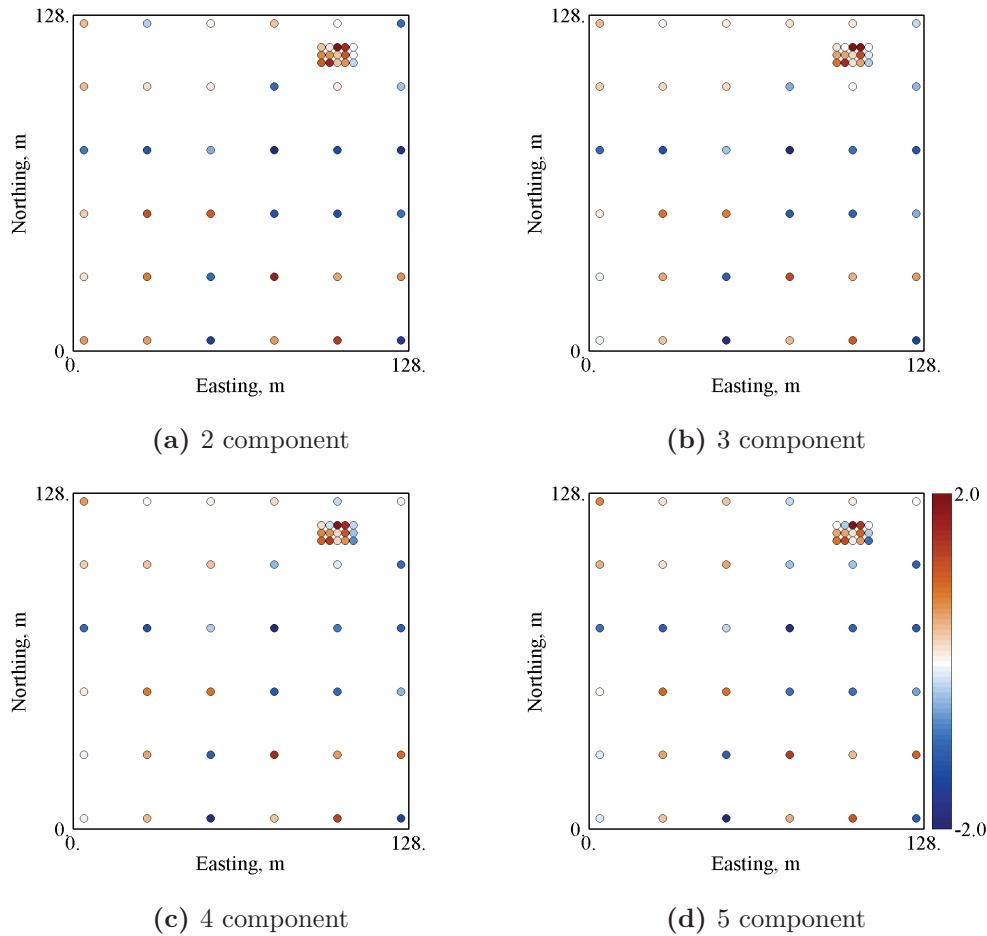 128.
Northing, m
0.
0.
128.
Easting, m
(a) 2 component
128.
Northing, m
0.
0.
128.
Easting, m
(b) 3 component
128.
Northing, m
0.
0.
128.
Easting, m
(c) 4 component
128.
Northing, m
0.
0.
128.
Easting, m
2.0
-2.0
(d) 5 component